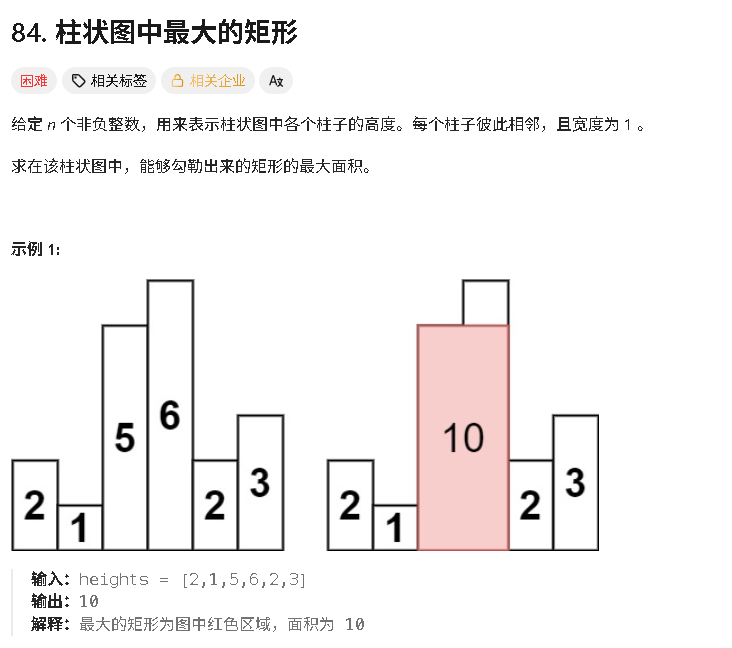 84. 柱状图中最大的矩形
困难 相关标签 相关企业 Ax
给定 n 个非负整数，用来表示柱状图中各个柱子的高度。每个柱子彼此相邻，且宽度为 1 。
求在该柱状图中，能够勾勒出来的矩形的最大面积。
示例 1:
2 1 5 6 2 3
2 1 10 2 3
输入：heights = [2,1,5,6,2,3]
输出：10
解释：最大的矩形为图中红色区域，面积为 10